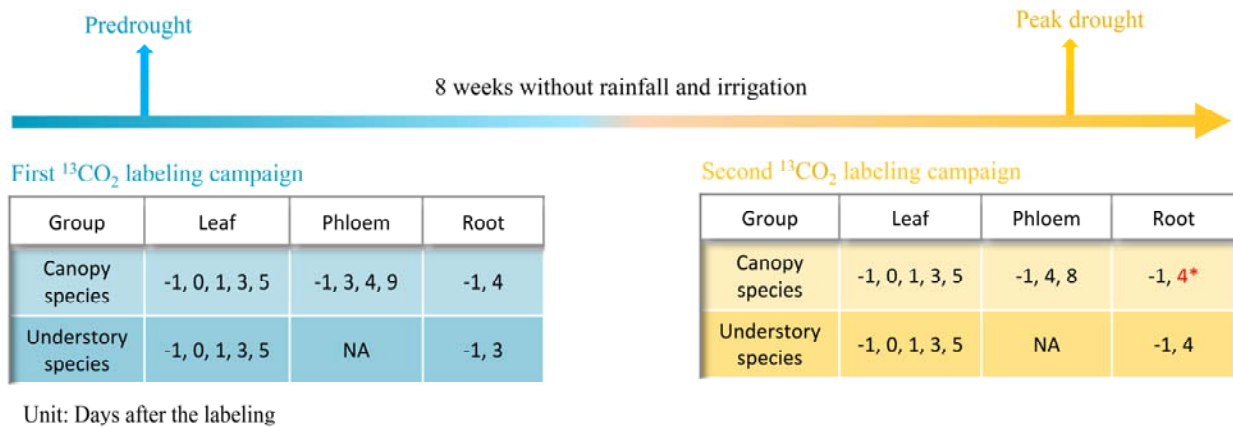 Predrought
Peak drought
8 weeks without rainfall and irrigation
First ¹³CO₂ labeling campaign
Group Leaf Phloem Root
Canopy species -1, 0, 1, 3, 5 -1, 3, 4, 9 -1, 4
Understory species -1, 0, 1, 3, 5 NA -1, 3
Second ¹³CO₂ labeling campaign
Group Leaf Phloem Root
Canopy species -1, 0, 1, 3, 5 -1, 4, 8 -1, 4*
Understory species -1, 0, 1, 3, 5 NA -1, 4
Unit: Days after the labeling